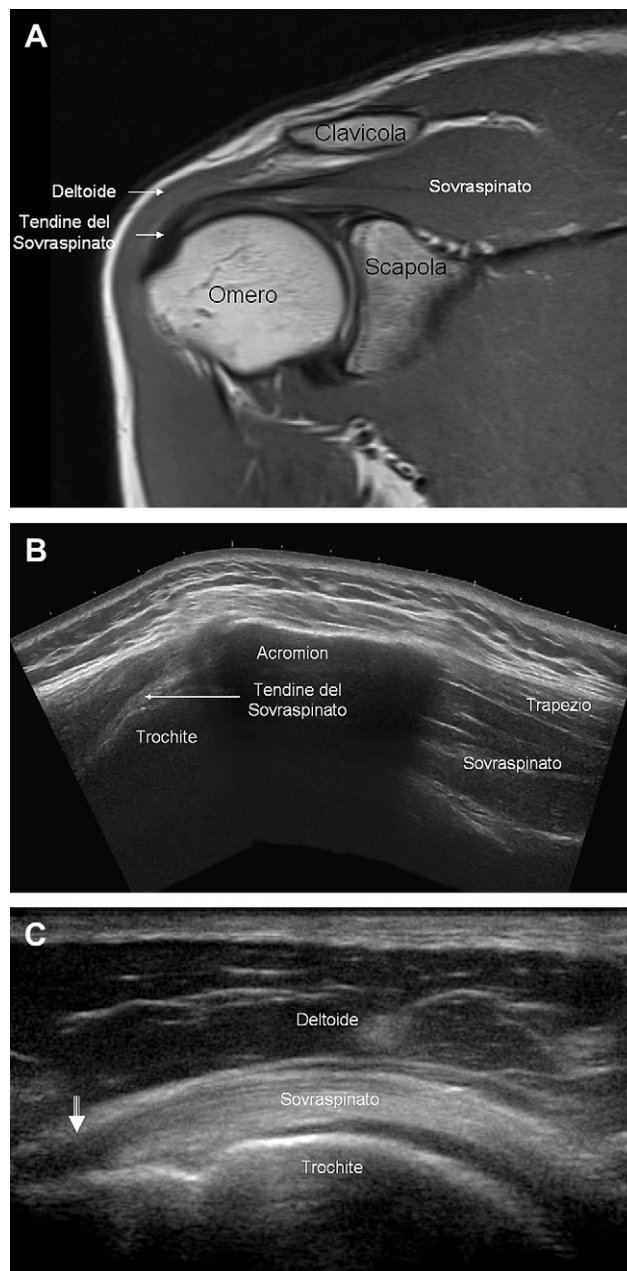 A
Clavicola
Deltoide
Sovraspinato
Tendine del
Sovraspinato
Scapola
Omero
B
Acromion
Tendine del
Sovraspinato
Trapezio
Trochite
Sovraspinato
C
Deltoide
Sovraspinato
Trochite